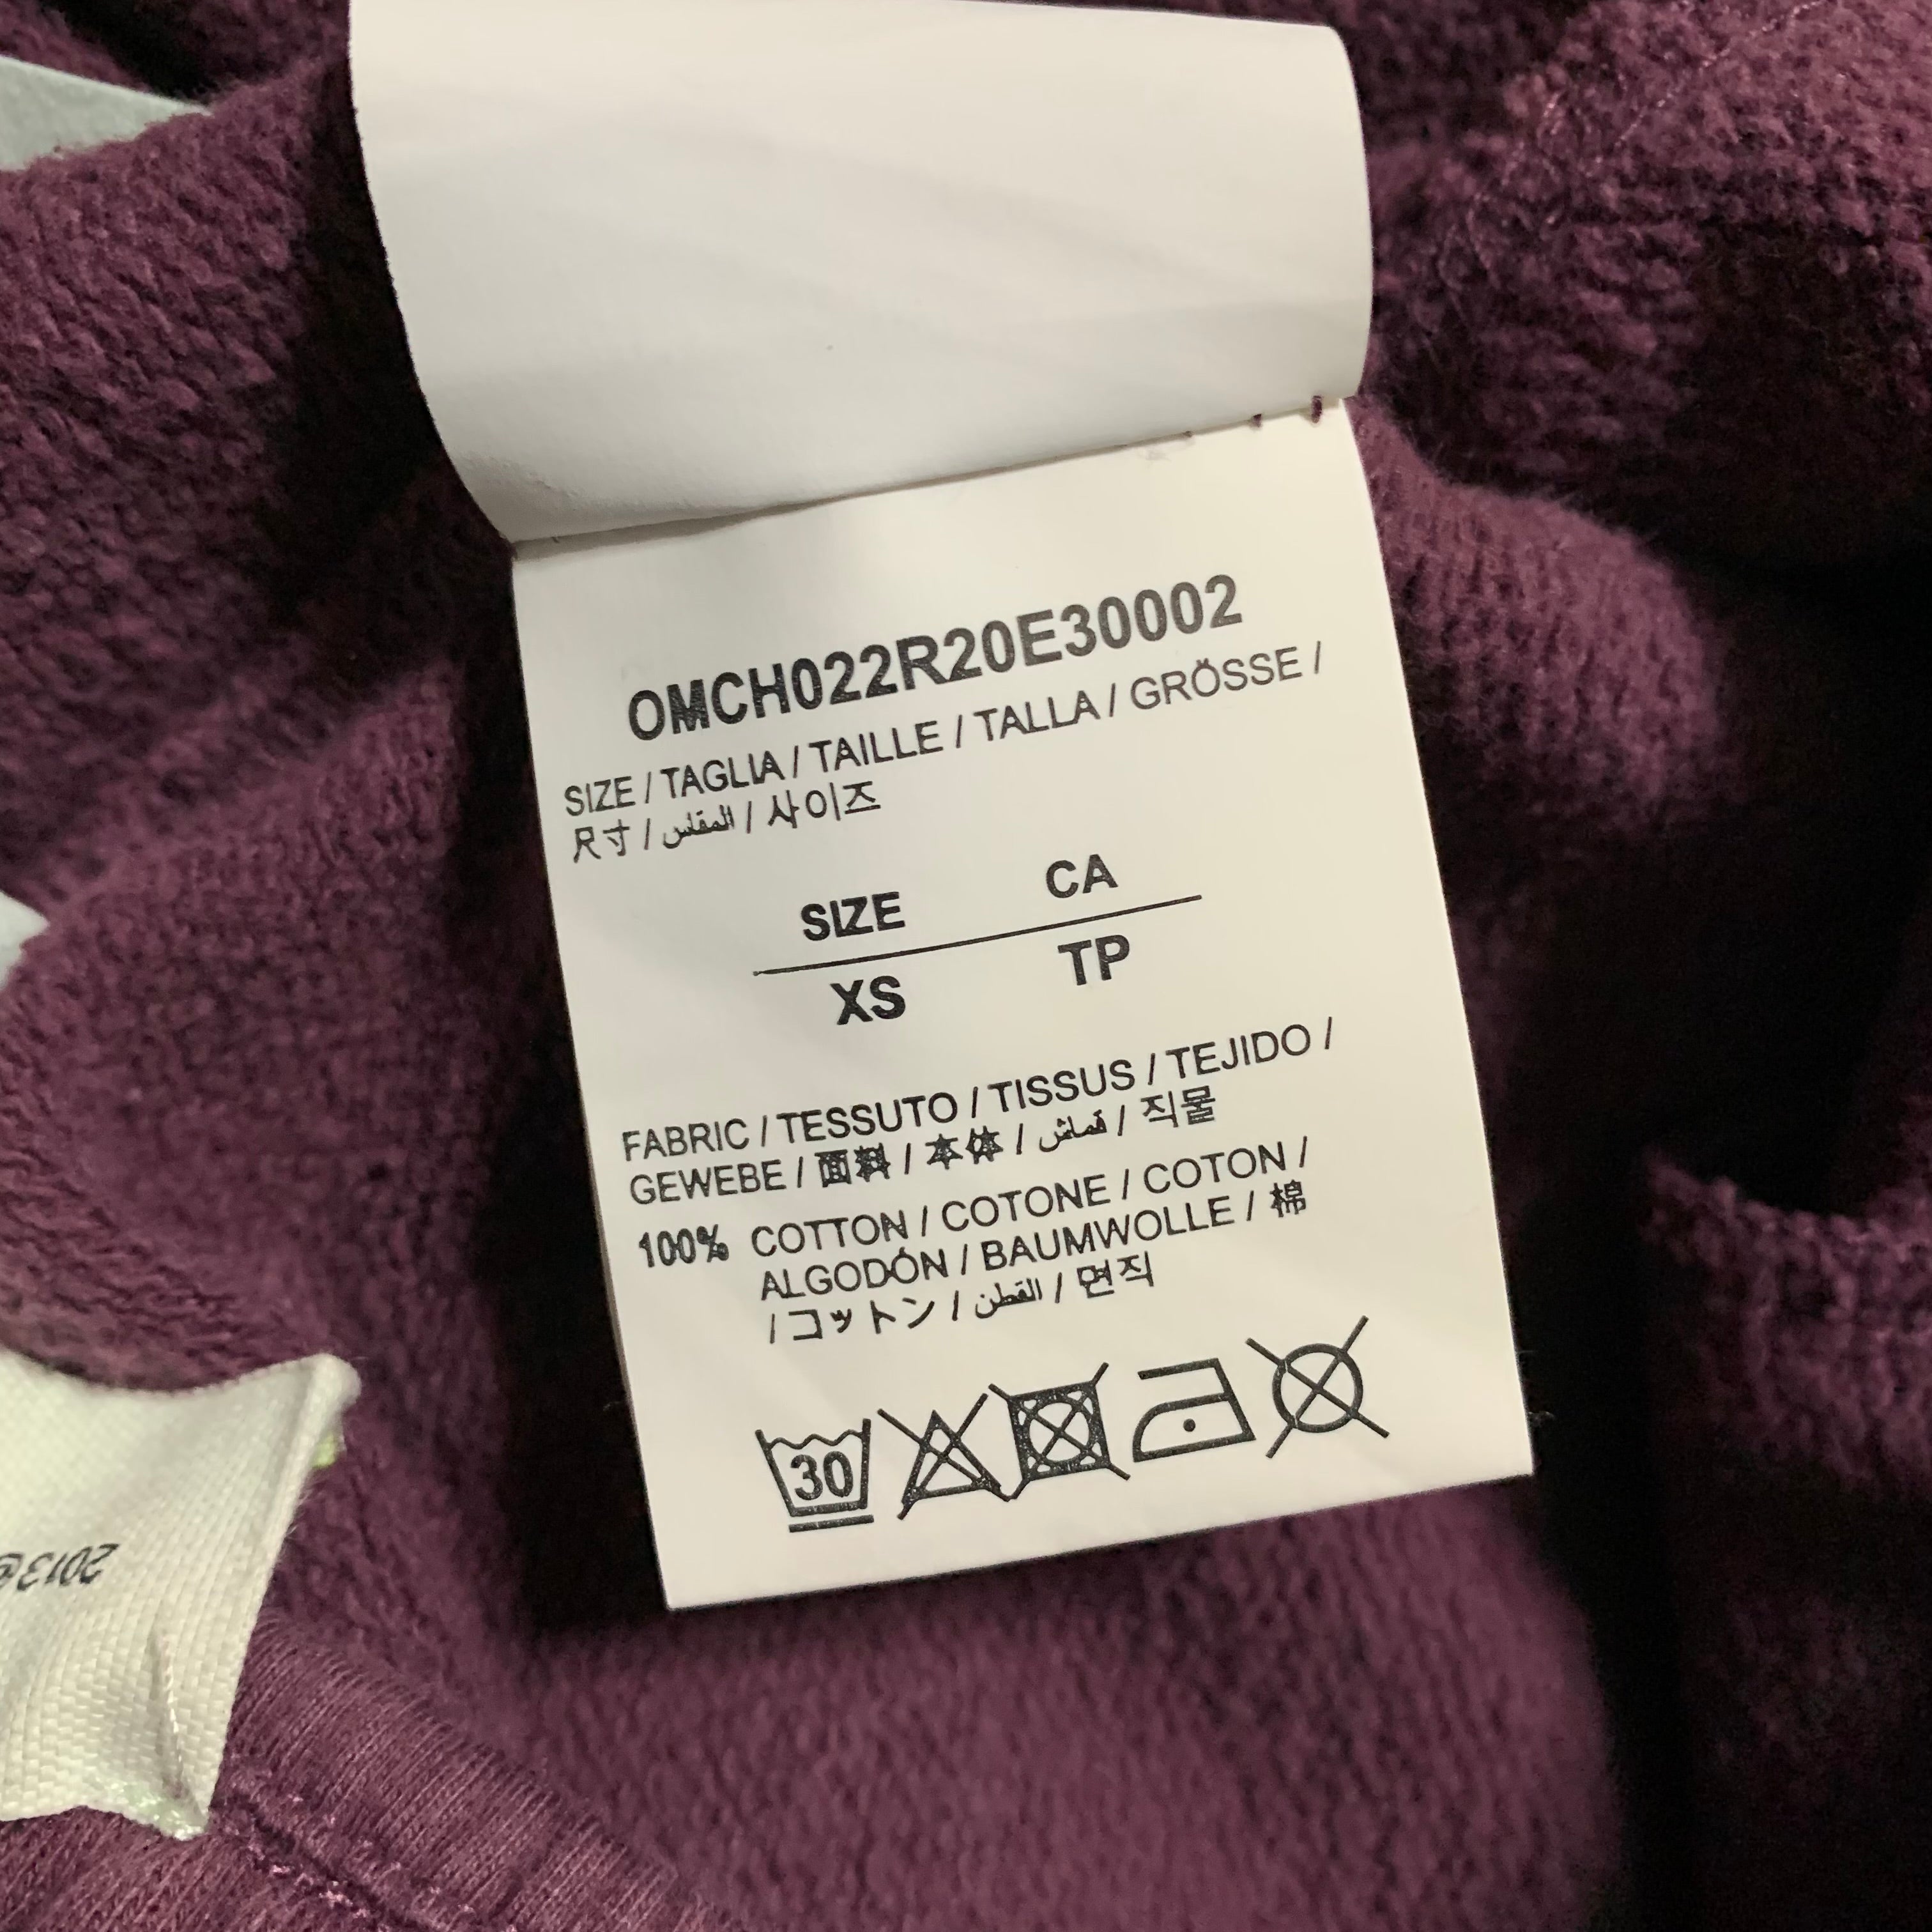 OMCH022R20E30002
SIZE / TAGLIA / TAILLE / TALLA / GRÖSSE /
尺寸 / المقاس / 사이즈
SIZE CA
XS TP
FABRIC / TESSUTO / TISSUS / TEJIDO /
GEWEBE / 面料 / 本体 / قماش / 직물
100% COTTON / COTONE / COTON /
ALGODÓN / BAUMWOLLE / 棉
/ コットン / القطن / 면직
30
2013@